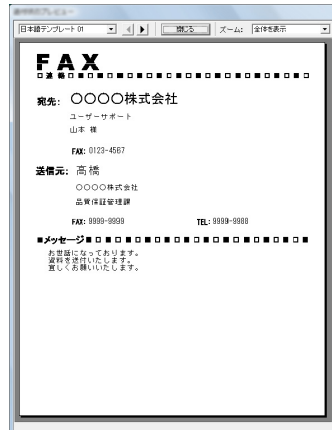 日本語テンプレート 01 閉じる ズーム: 全体を表示
FAX
連絡
宛先: 〇〇〇〇株式会社
ユーザーサポート
山本 様
FAX: 0123-4567
送信元: 高橋
〇〇〇〇株式会社
品質保証管理課
FAX: 9999-9999 TEL: 9999-9988
■メッセージ■
お世話になっております。
資料を送付いたします。
宜しくお願いいたします。